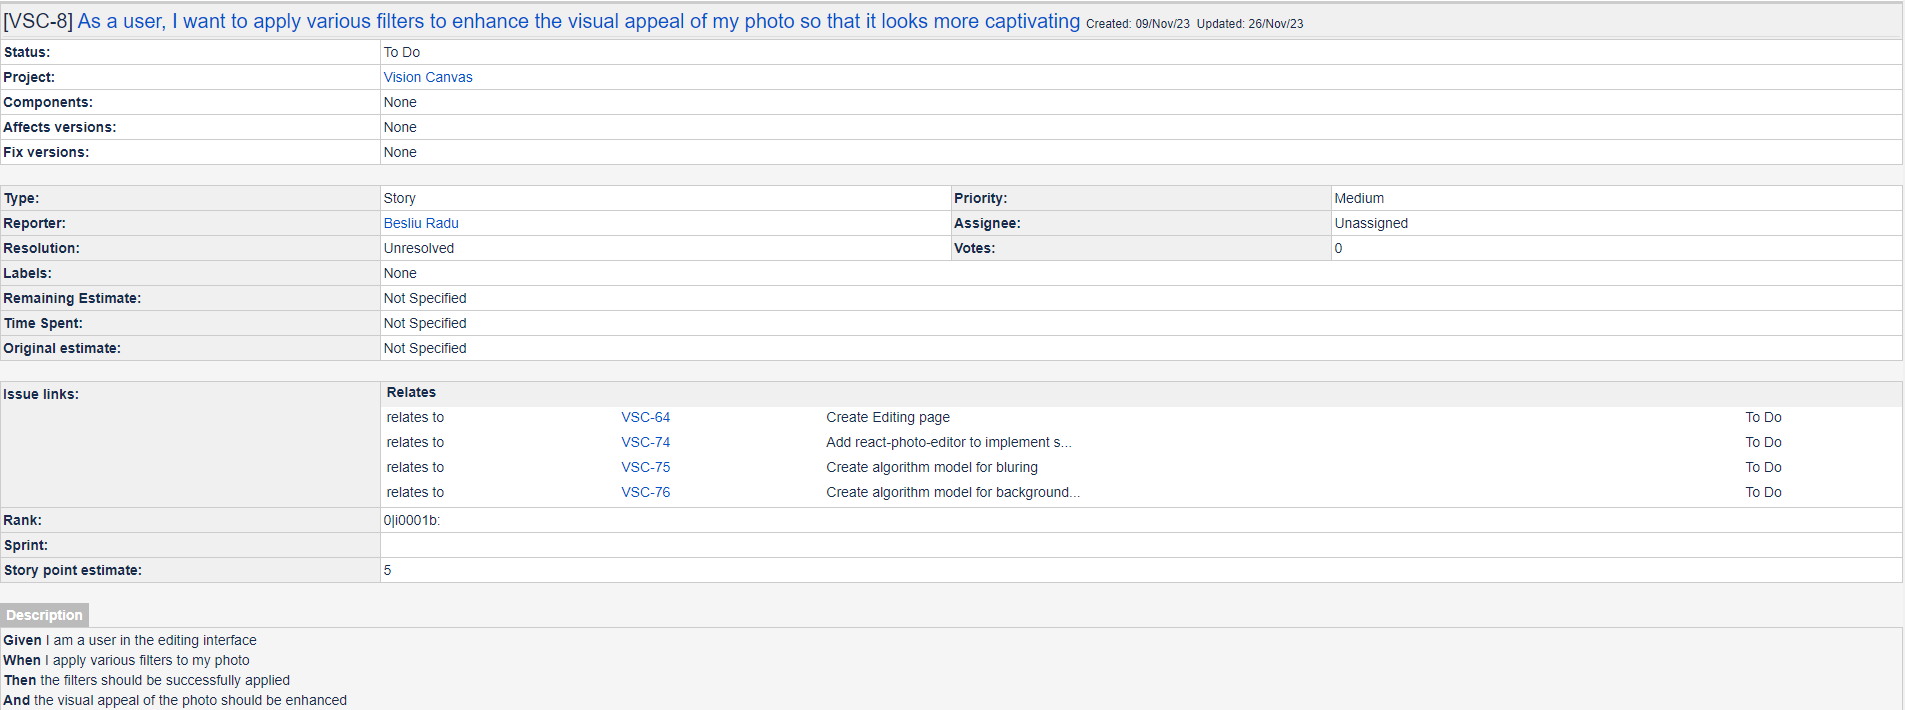 [VSC-8] As a user, I want to apply various filters to enhance the visual appeal of my photo so that it looks more captivating Created: 09/Nov/23 Updated: 26/Nov/23
Status: To Do
Project: Vision Canvas
Components: None
Affects versions: None
Fix versions: None
Type: Story Priority: Medium
Reporter: Besliu Radu Assignee: Unassigned
Resolution: Unresolved Votes: 0
Labels: None
Remaining Estimate: Not Specified
Time Spent: Not Specified
Original estimate: Not Specified
Issue links: Relates
relates to VSC-64 Create Editing page To Do
relates to VSC-74 Add react-photo-editor to implement s... To Do
relates to VSC-75 Create algorithm model for bluring To Do
relates to VSC-76 Create algorithm model for background... To Do
Rank: 0|i0001b:
Sprint:
Story point estimate: 5
Description
Given I am a user in the editing interface
When I apply various filters to my photo
Then the filters should be successfully applied
And the visual appeal of the photo should be enhanced